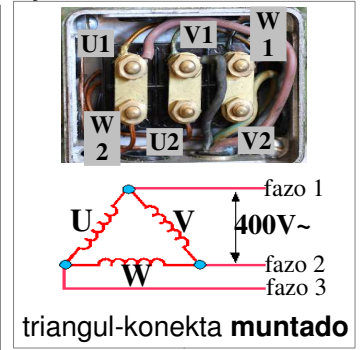 U1 V1 W
1
W
2 U2 V2
fazo 1
U V 400V~
W fazo 2
fazo 3
triangul-konekta muntado